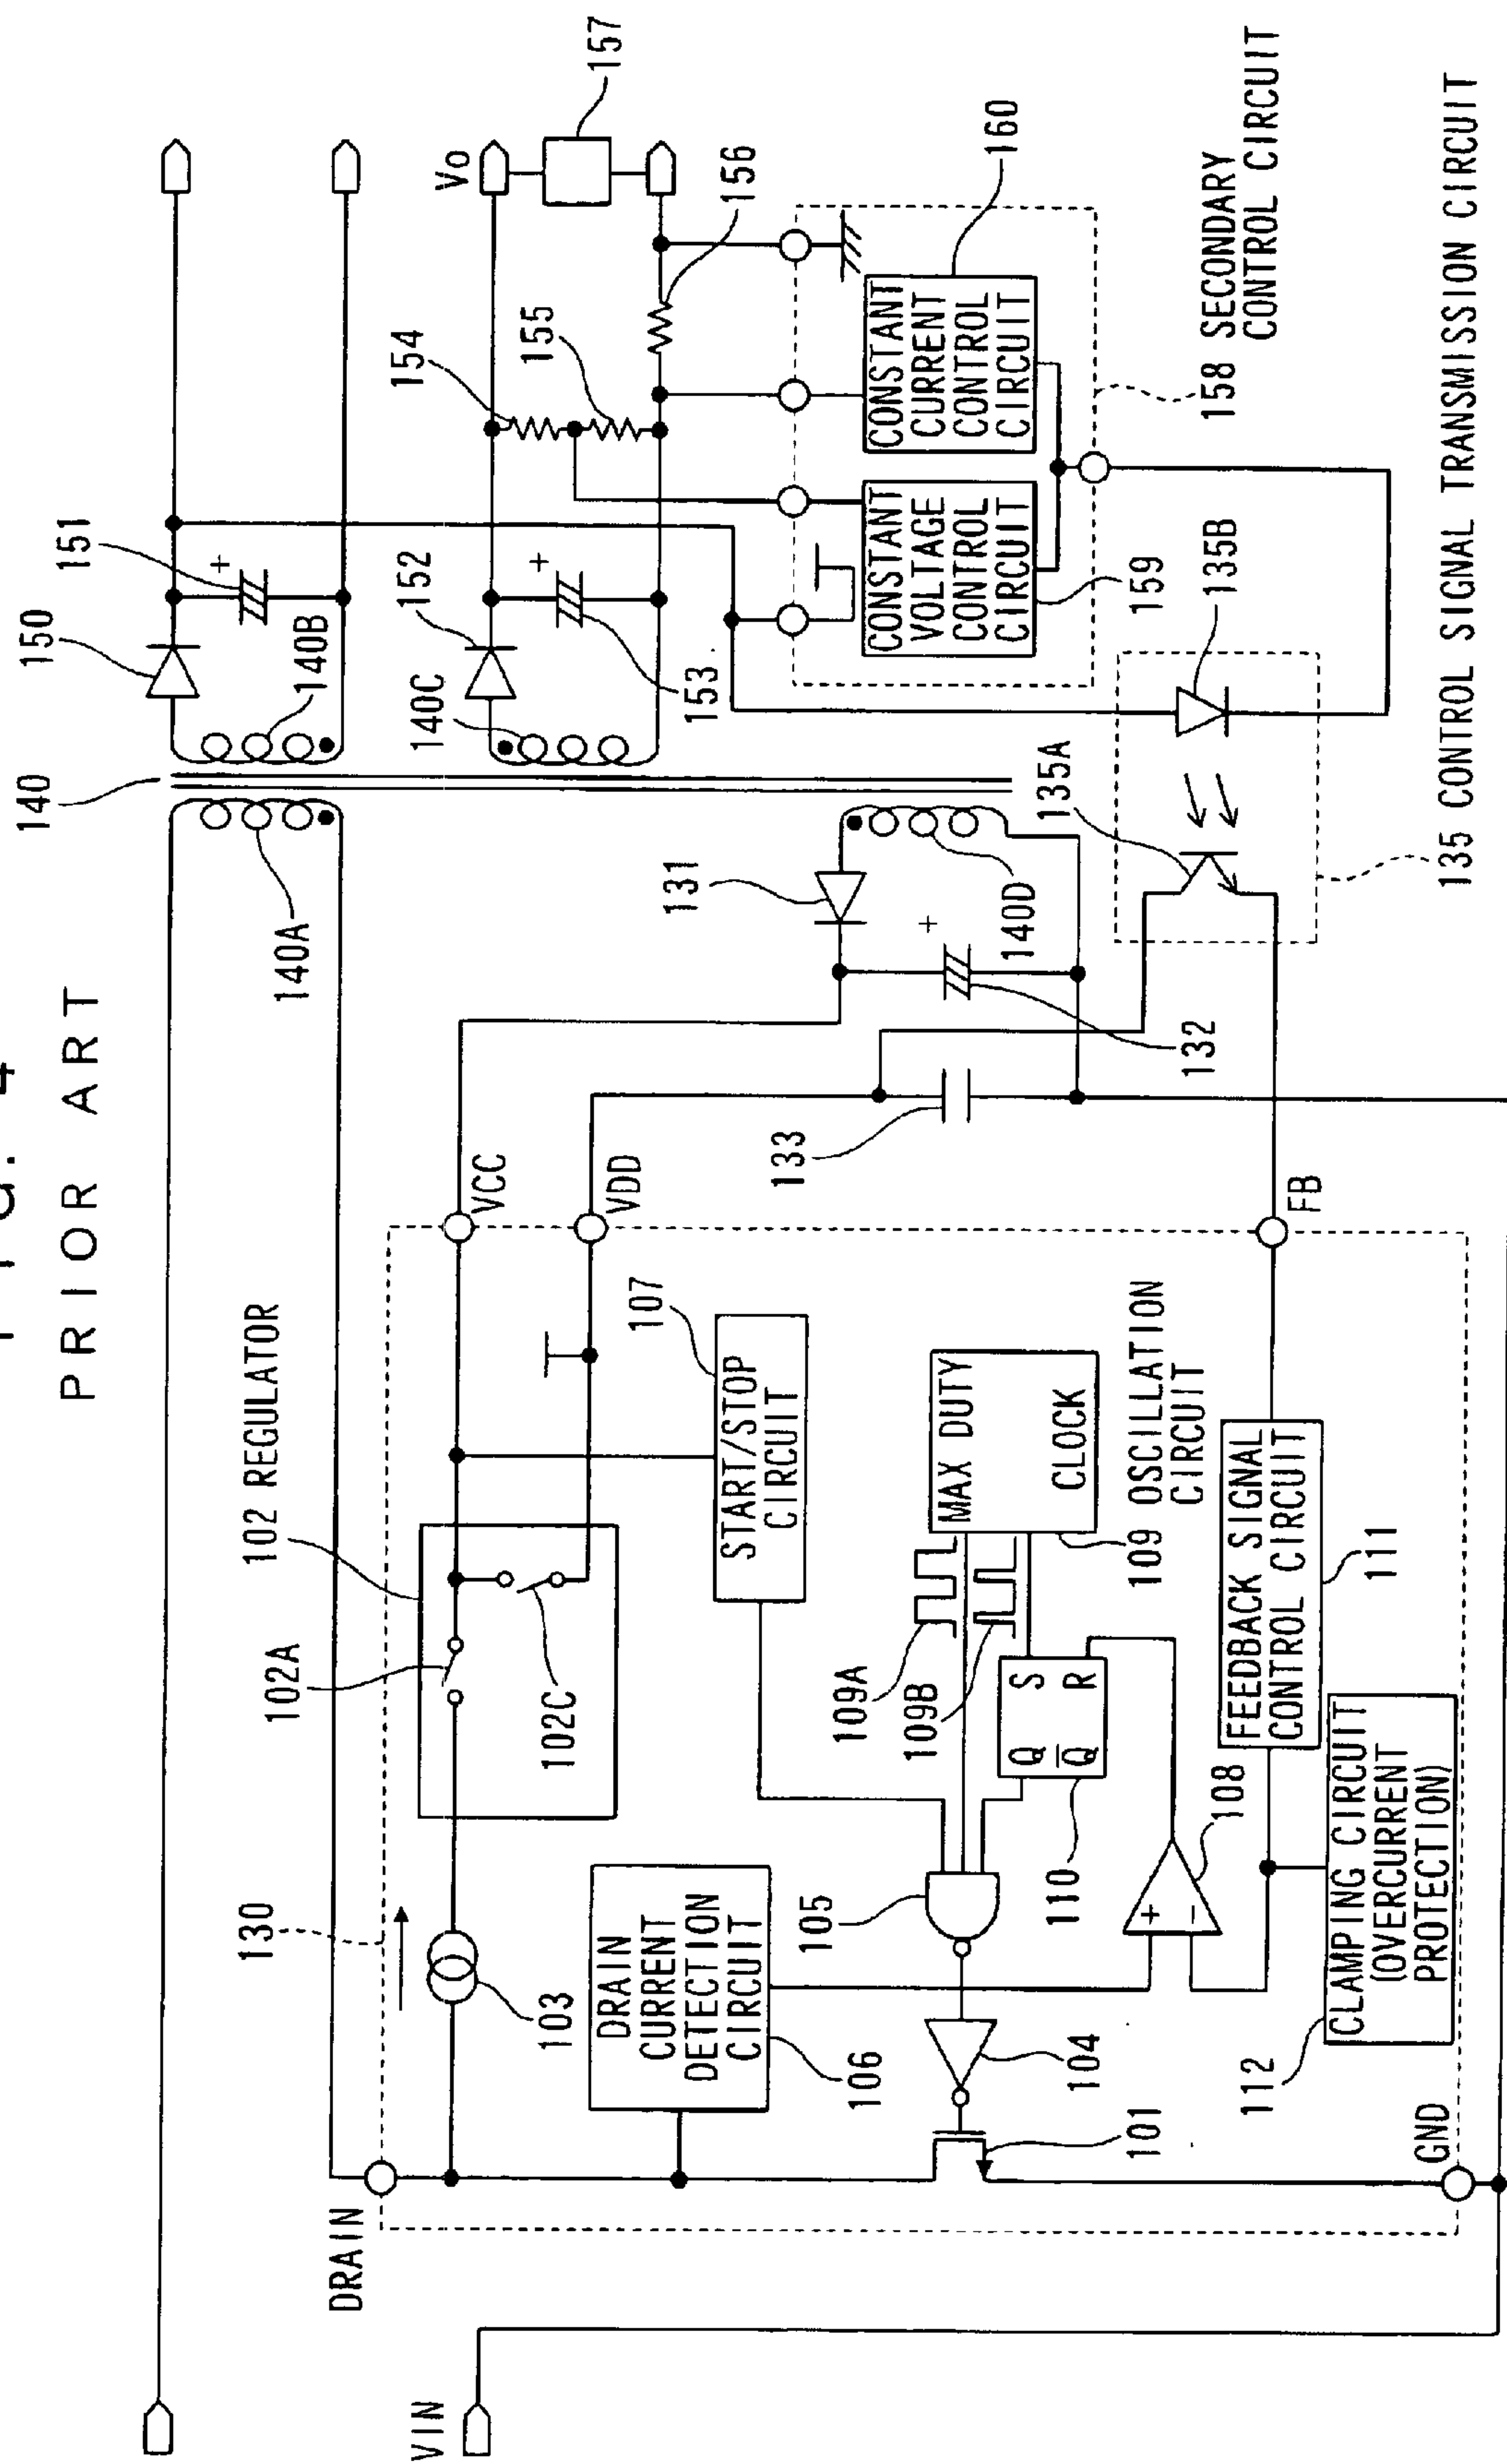 FIG. 4
PRIOR ART
140
150
151
140B
140A
152
140C
153
154
155
Vo
157
156
160
CONSTANT
CURRENT
CONTROL
CIRCUIT
CONSTANT
VOLTAGE
CONTROL
CIRCUIT
159
158 SECONDARY
CONTROL CIRCUIT
135B
135A
135 CONTROL SIGNAL TRANSMISSION CIRCUIT
131
140D
+
+
+
132
133
VCC
VDD
FB
102 REGULATOR
102A
102C
130
103
107
START/STOP
CIRCUIT
MAX DUTY
CLOCK
109 OSCILLATION
CIRCUIT
109A
109B
S
R
Q
Q̅
110
105
108
+
−
DRAIN
CURRENT
DETECTION
CIRCUIT
106
104
101
FEEDBACK SIGNAL
CONTROL CIRCUIT
111
CLAMPING CIRCUIT
(OVERCURRENT
PROTECTION)
112
DRAIN
GND
VIN